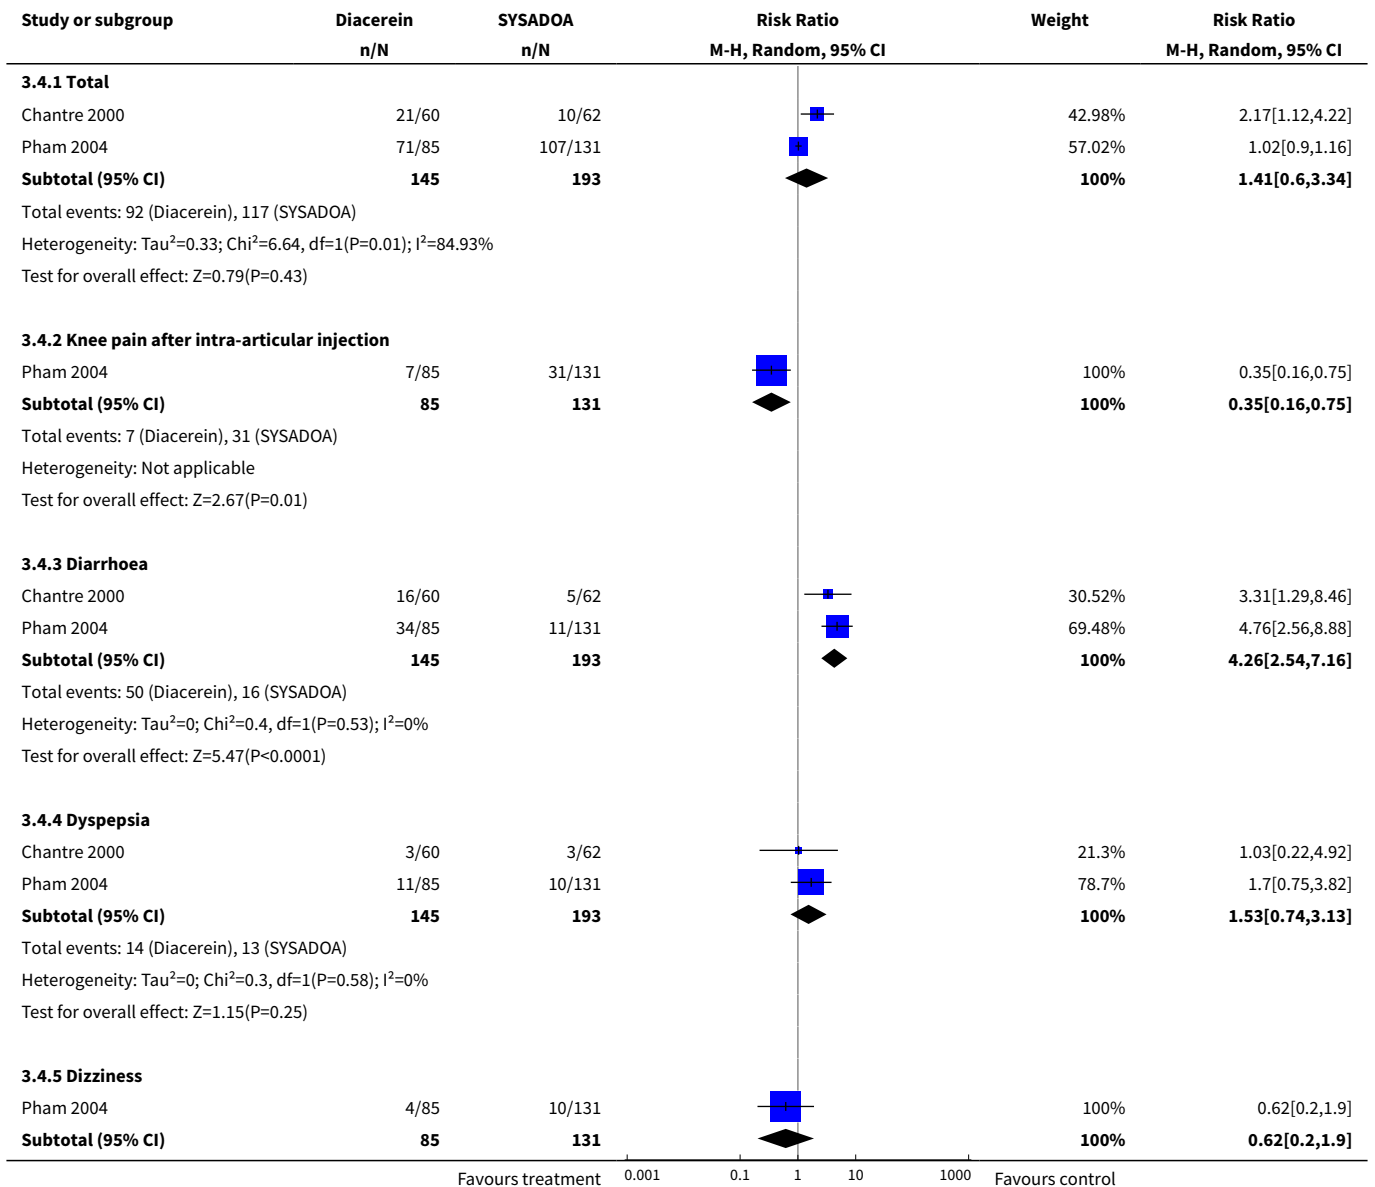 Study or subgroup Diacerein SYSADOA Risk Ratio Weight Risk Ratio
n/N n/N M-H, Random, 95% CI M-H, Random, 95% CI
3.4.1 Total
Chantre 2000 21/60 10/62 42.98% 2.17[1.12,4.22]
Pham 2004 71/85 107/131 57.02% 1.02[0.9,1.16]
Subtotal (95% CI) 145 193 100% 1.41[0.6,3.34]
Total events: 92 (Diacerein), 117 (SYSADOA)
Heterogeneity: Tau²=0.33; Chi²=6.64, df=1(P=0.01); I²=84.93%
Test for overall effect: Z=0.79(P=0.43)
3.4.2 Knee pain after intra-articular injection
Pham 2004 7/85 31/131 100% 0.35[0.16,0.75]
Subtotal (95% CI) 85 131 100% 0.35[0.16,0.75]
Total events: 7 (Diacerein), 31 (SYSADOA)
Heterogeneity: Not applicable
Test for overall effect: Z=2.67(P=0.01)
3.4.3 Diarrhoea
Chantre 2000 16/60 5/62 30.52% 3.31[1.29,8.46]
Pham 2004 34/85 11/131 69.48% 4.76[2.56,8.88]
Subtotal (95% CI) 145 193 100% 4.26[2.54,7.16]
Total events: 50 (Diacerein), 16 (SYSADOA)
Heterogeneity: Tau²=0; Chi²=0.4, df=1(P=0.53); I²=0%
Test for overall effect: Z=5.47(P<0.0001)
3.4.4 Dyspepsia
Chantre 2000 3/60 3/62 21.3% 1.03[0.22,4.92]
Pham 2004 11/85 10/131 78.7% 1.7[0.75,3.82]
Subtotal (95% CI) 145 193 100% 1.53[0.74,3.13]
Total events: 14 (Diacerein), 13 (SYSADOA)
Heterogeneity: Tau²=0; Chi²=0.3, df=1(P=0.58); I²=0%
Test for overall effect: Z=1.15(P=0.25)
3.4.5 Dizziness
Pham 2004 4/85 10/131 100% 0.62[0.2,1.9]
Subtotal (95% CI) 85 131 100% 0.62[0.2,1.9]
Favours treatment 0.001 0.1 1 10 1000 Favours control